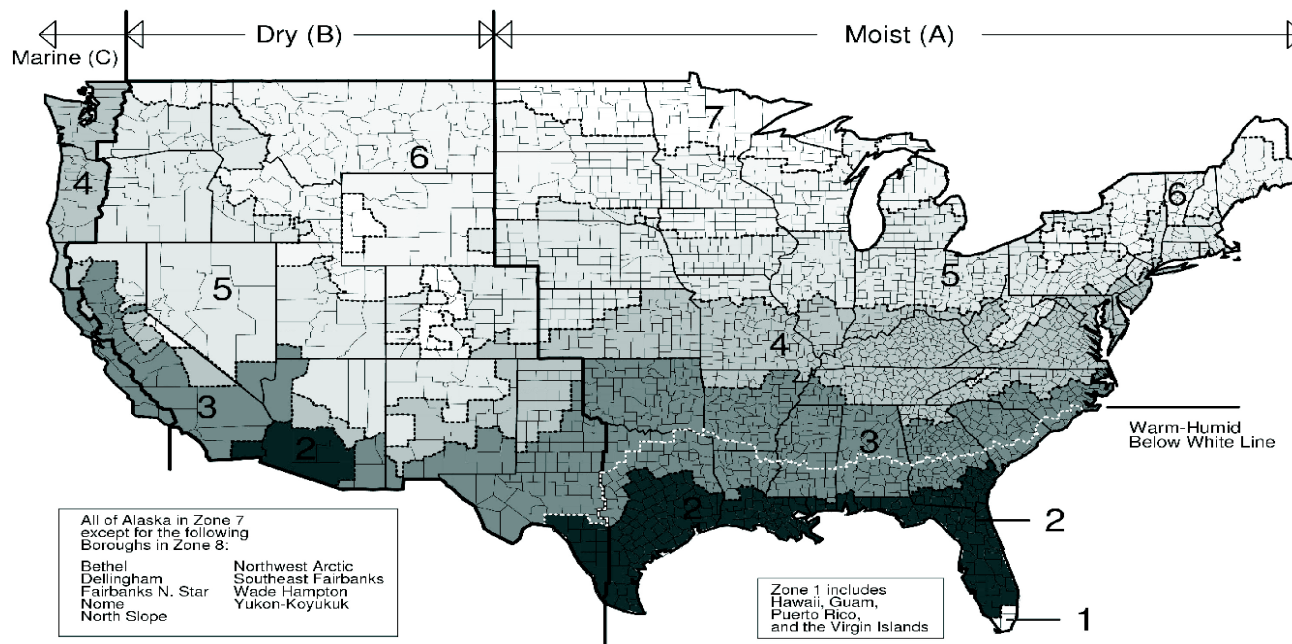 Marine (C)
Dry (B)
Moist (A)
7
6
6
4
5
5
4
3
3
2
2
2
1
Warm-Humid
Below White Line
All of Alaska in Zone 7
except for the following
Boroughs in Zone 8:
Bethel
Dellingham
Fairbanks N. Star
Nome
North Slope
Northwest Arctic
Southeast Fairbanks
Wade Hampton
Yukon-Koyukuk
Zone 1 includes
Hawaii, Guam,
Puerto Rico,
and the Virgin Islands